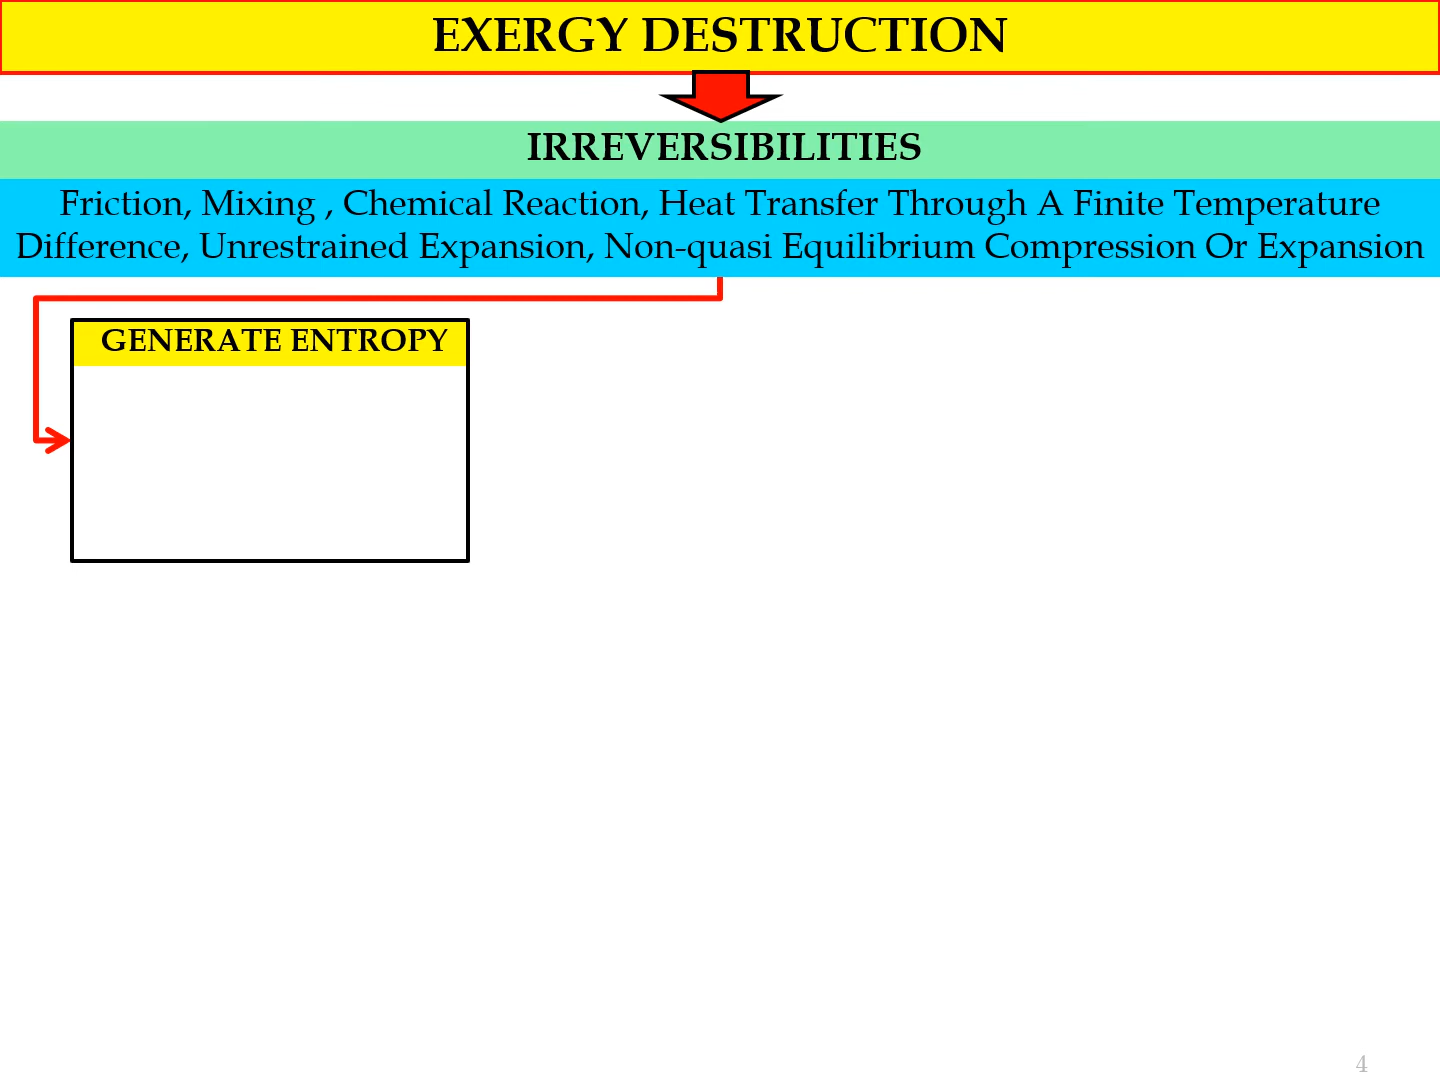 EXERGY DESTRUCTION
IRREVERSIBILITIES
Friction, Mixing , Chemical Reaction, Heat Transfer Through A Finite Temperature
Difference, Unrestrained Expansion, Non-quasi Equilibrium Compression Or Expansion
GENERATE ENTROPY
4